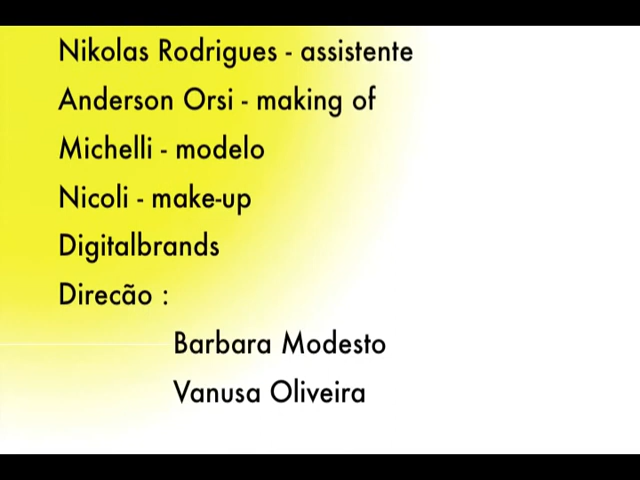 Nikolas Rodrigues - assistente
Anderson Orsi - making of
Michelli - modelo
Nicoli - make-up
Digitalbrands
Direcão :
Barbara Modesto
Vanusa Oliveira